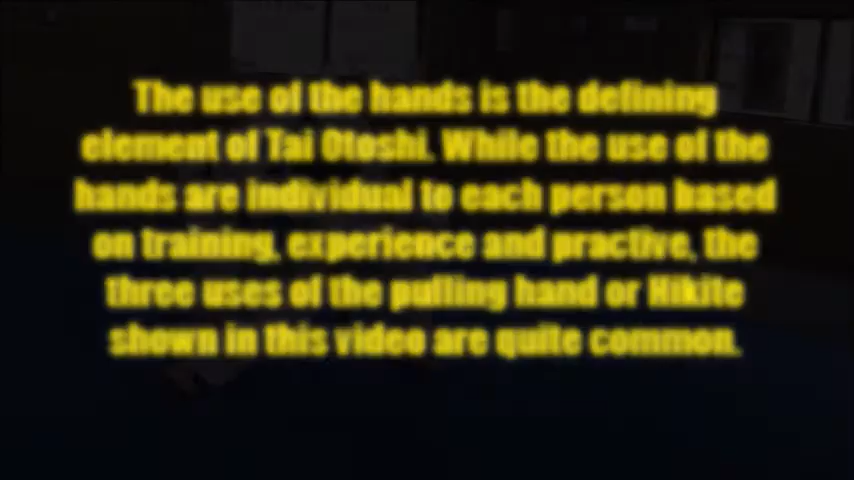 The use of the hands is the defining
element of Tai Otoshi. While the use of the
hands are individual to each person based
on training, experience and practive, the
three uses of the pulling hand or Hikite
shown in this video are quite common.